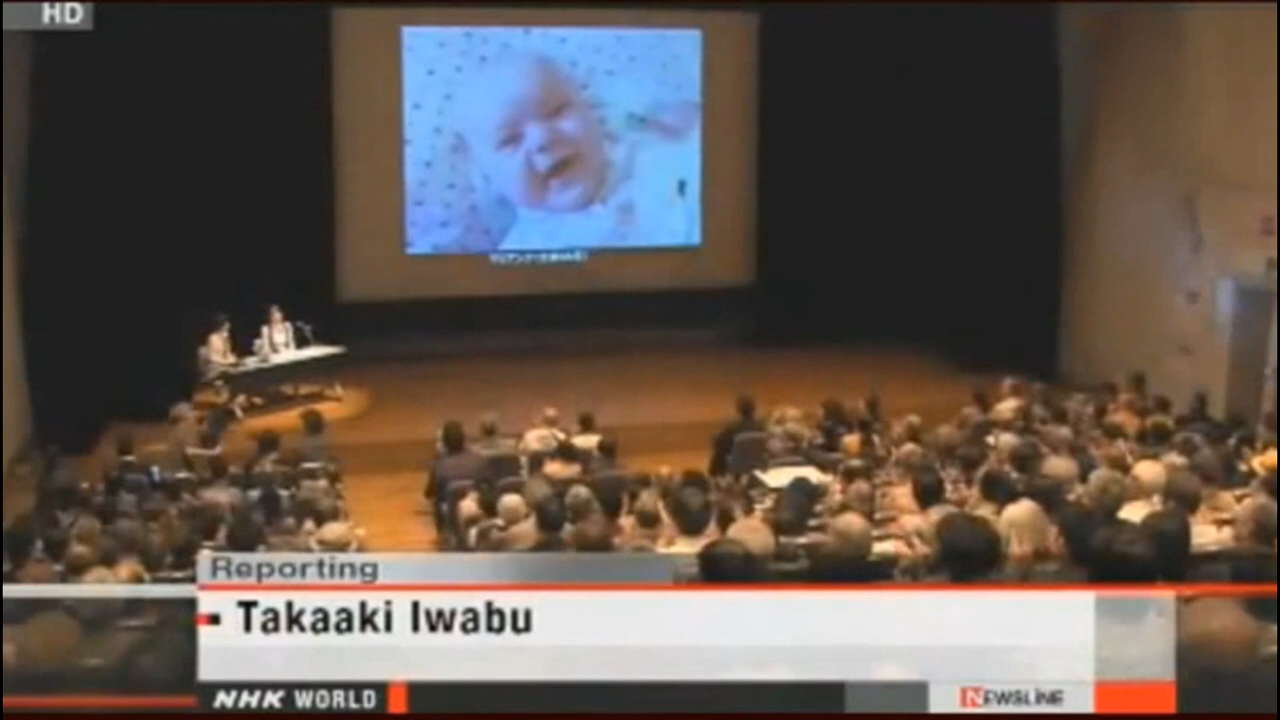 HD
Reporting
Takaaki Iwabu
NHK WORLD
NEWSLINE